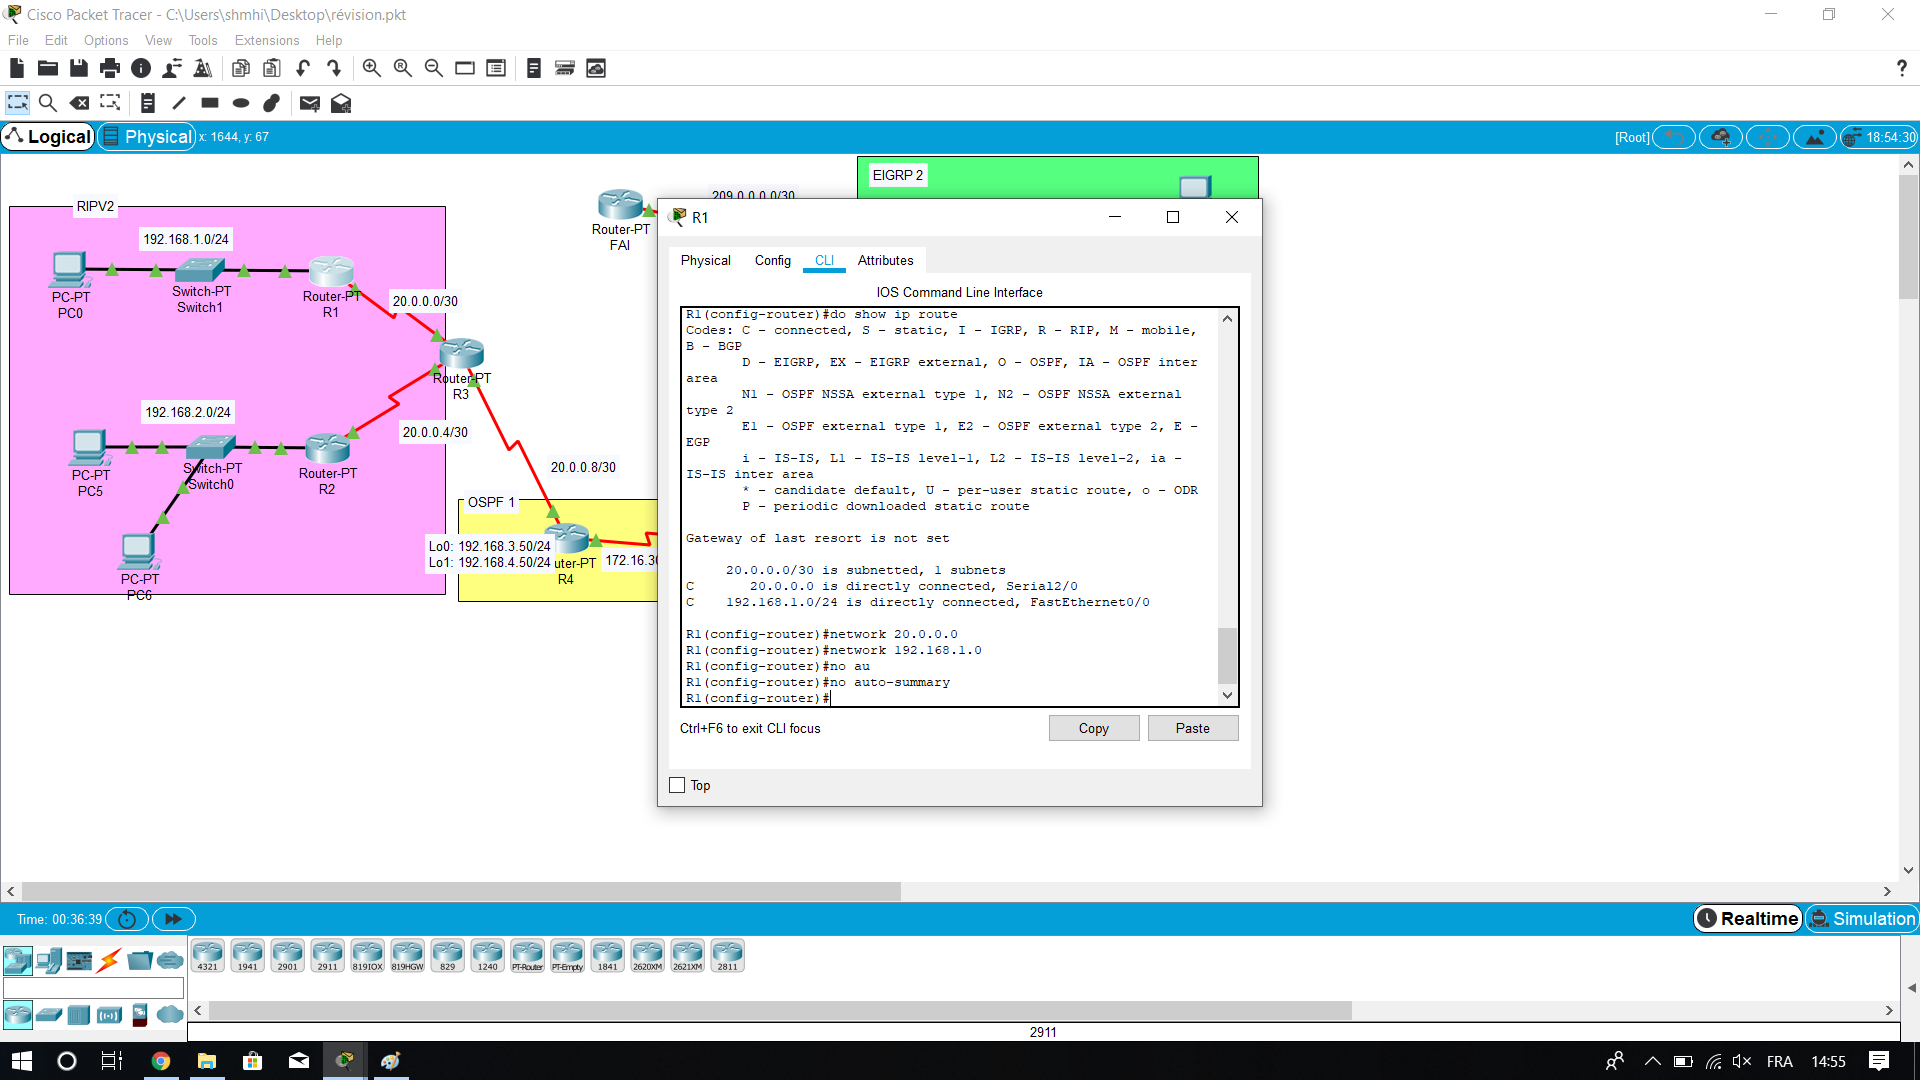 Cisco Packet Tracer - C:\Users\shmhi\Desktop\révision.pkt
File Edit Options View Tools Extensions Help
Logical Physical x: 1644, y: 67
[Root] 18:54:30
EIGRP 2
RIPV2
192.168.1.0/24
PC-PT
PC0
Switch-PT
Switch1
Router-PT
R1
20.0.0.0/30
Router-PT
FAI
209.0.0.0.0/30
Router-PT
R3
192.168.2.0/24
20.0.0.4/30
PC-PT
PC5
Switch-PT
Switch0
Router-PT
R2
20.0.0.8/30
PC-PT
PC6
OSPF 1
Lo0: 192.168.3.50/24
Lo1: 192.168.4.50/24
uter-PT
R4
172.16.30
R1
Physical Config CLI Attributes
IOS Command Line Interface
R1(config-router)#do show ip route
Codes: C - connected, S - static, I - IGRP, R - RIP, M - mobile,
B - BGP
D - EIGRP, EX - EIGRP external, O - OSPF, IA - OSPF inter
area
N1 - OSPF NSSA external type 1, N2 - OSPF NSSA external
type 2
E1 - OSPF external type 1, E2 - OSPF external type 2, E -
EGP
i - IS-IS, L1 - IS-IS level-1, L2 - IS-IS level-2, ia -
IS-IS inter area
* - candidate default, U - per-user static route, o - ODR
P - periodic downloaded static route
Gateway of last resort is not set
20.0.0.0/30 is subnetted, 1 subnets
C 20.0.0.0 is directly connected, Serial2/0
C 192.168.1.0/24 is directly connected, FastEthernet0/0
R1(config-router)#network 20.0.0.0
R1(config-router)#network 192.168.1.0
R1(config-router)#no au
R1(config-router)#no auto-summary
R1(config-router)#
Ctrl+F6 to exit CLI focus
Copy Paste
Top
Time: 00:36:39
Realtime Simulation
4321 1941 2901 2911 819IOX 819HGW 829 1240 PT-Router PT-Empty 1841 2620XM 2621XM 2811
2911
FRA 14:55